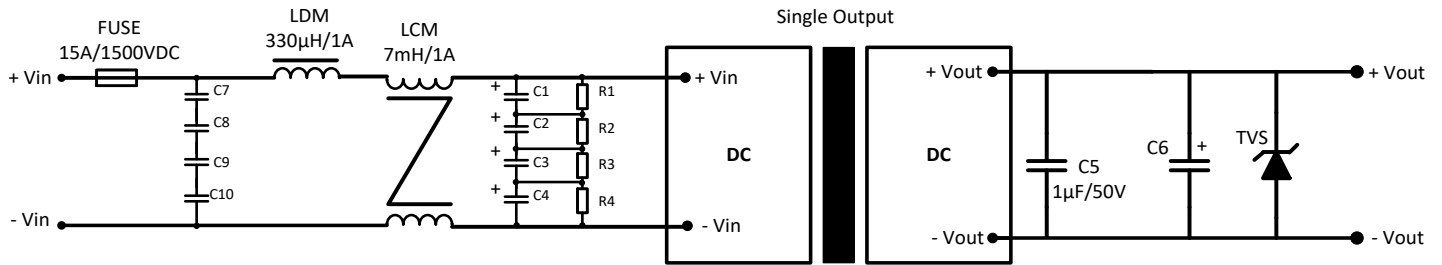 Single Output
FUSE
15A/1500VDC
LDM
330µH/1A
LCM
7mH/1A
+ Vin
C7
C8
C9
C10
- Vin
+
C1
+
C2
+
C3
+
C4
R1
R2
R3
R4
+ Vin
DC
- Vin
+ Vout
DC
- Vout
C5
1µF/50V
C6
+
TVS
+ Vout
- Vout